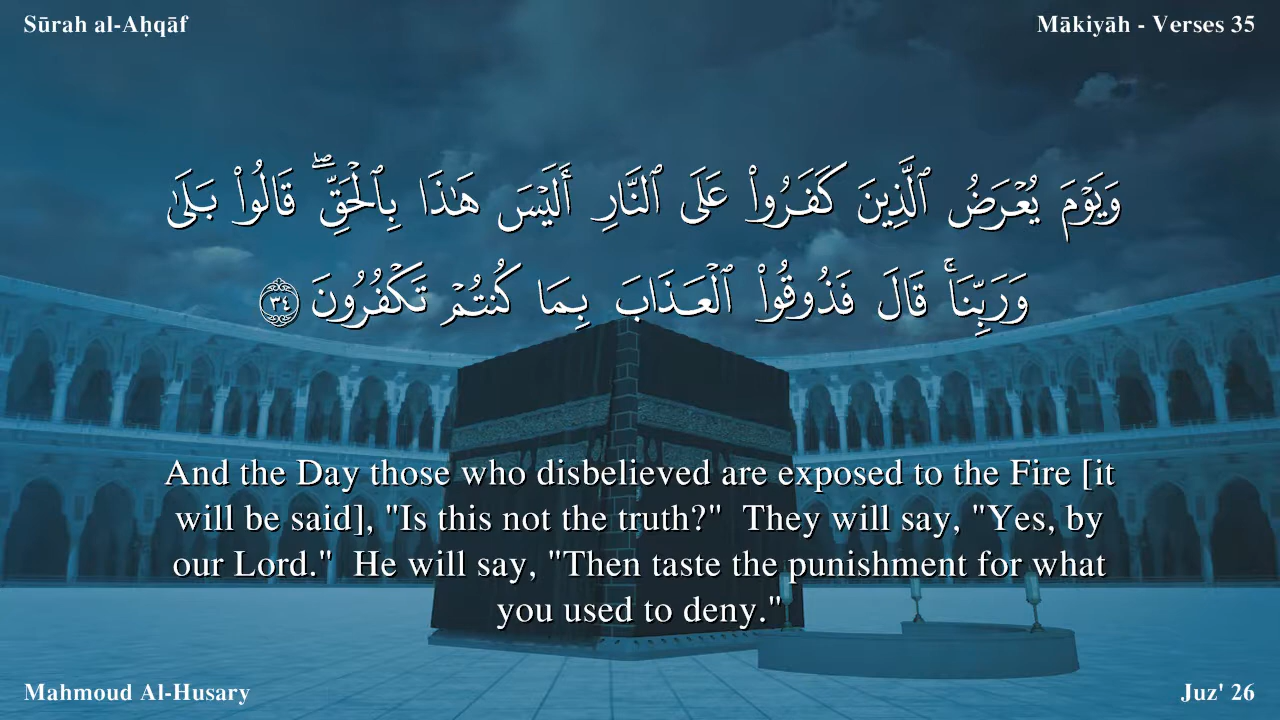 Sūrah al-Aḥqāf
Mākiyāh - Verses 35
وَيَوْمَ يُعْرَضُ ٱلَّذِينَ كَفَرُوا۟ عَلَى ٱلنَّارِ أَلَيْسَ هَٰذَا بِٱلْحَقِّ ۖ قَالُوا۟ بَلَىٰ
وَرَبِّنَا ۚ قَالَ فَذُوقُوا۟ ٱلْعَذَابَ بِمَا كُنتُمْ تَكْفُرُونَ ٣٤
And the Day those who disbelieved are exposed to the Fire [it
will be said], "Is this not the truth?" They will say, "Yes, by
our Lord." He will say, "Then taste the punishment for what
you used to deny."
Mahmoud Al-Husary
Juz' 26